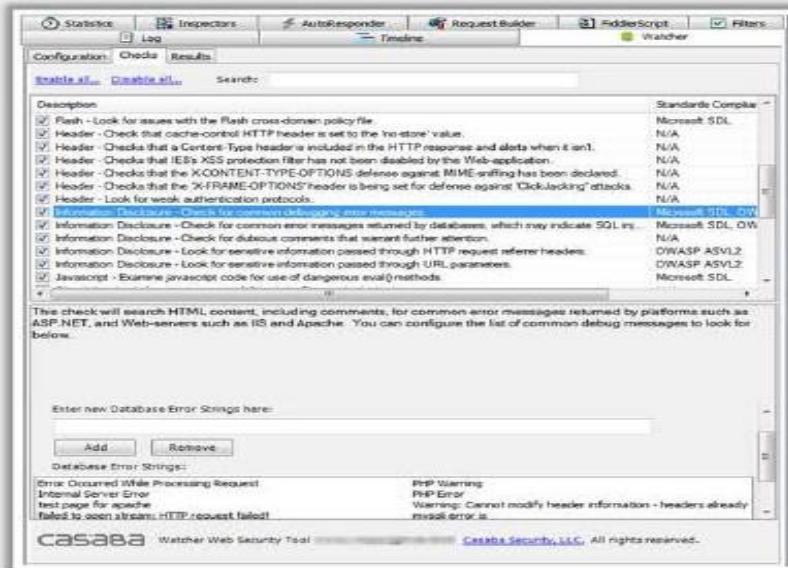 Statistics Inspectors AutoResponder Request Builder FiddlerScript Filters
Log Timeline Watcher
Configuration Checks Results
Enable all... Disable all... Search:
Description Standards Complian
Flash - Look for issues with the Flash cross-domain policy file. Microsoft SDL
Header - Check that cache-control HTTP header is set to the 'no-store' value. N/A
Header - Checks that a Content-Type header is included in the HTTP response and alerts when it isn't. N/A
Header - Checks that IE8's XSS protection filter has not been disabled by the Web-application. N/A
Header - Checks that the X-CONTENT-TYPE-OPTIONS defense against MIME-sniffing has been declared. N/A
Header - Checks that the "X-FRAME-OPTIONS" header is being set for defense against 'ClickJacking' attacks. N/A
Header - Look for weak authentication protocols. N/A
Information Disclosure - Check for common debugging error messages. Microsoft SDL, OW
Information Disclosure - Check for common error messages returned by databases, which may indicate SQL inj... Microsoft SDL, OW
Information Disclosure - Check for dubious comments that warrant further attention. N/A
Information Disclosure - Look for sensitive information passed through HTTP request referrer headers. OWASP ASVL2
Information Disclosure - Look for sensitive information passed through URL parameters. OWASP ASVL2
Javascript - Examine javascript code for use of dangerous eval() methods. Microsoft SDL
This check will search HTML content, including comments, for common error messages returned by platforms such as
ASP.NET, and Web-servers such as IIS and Apache. You can configure the list of common debug messages to look for
below.
Enter new Database Error Strings here:
Add Remove
Database Error Strings:
Error Occurred While Processing Request PHP Warning
Internal Server Error PHP Error
test page for apache Warning: Cannot modify header information - headers already
failed to open stream: HTTP request failed! mysqli error is
casaba Watcher Web Security Tool Casaba Security, LLC. All rights reserved.